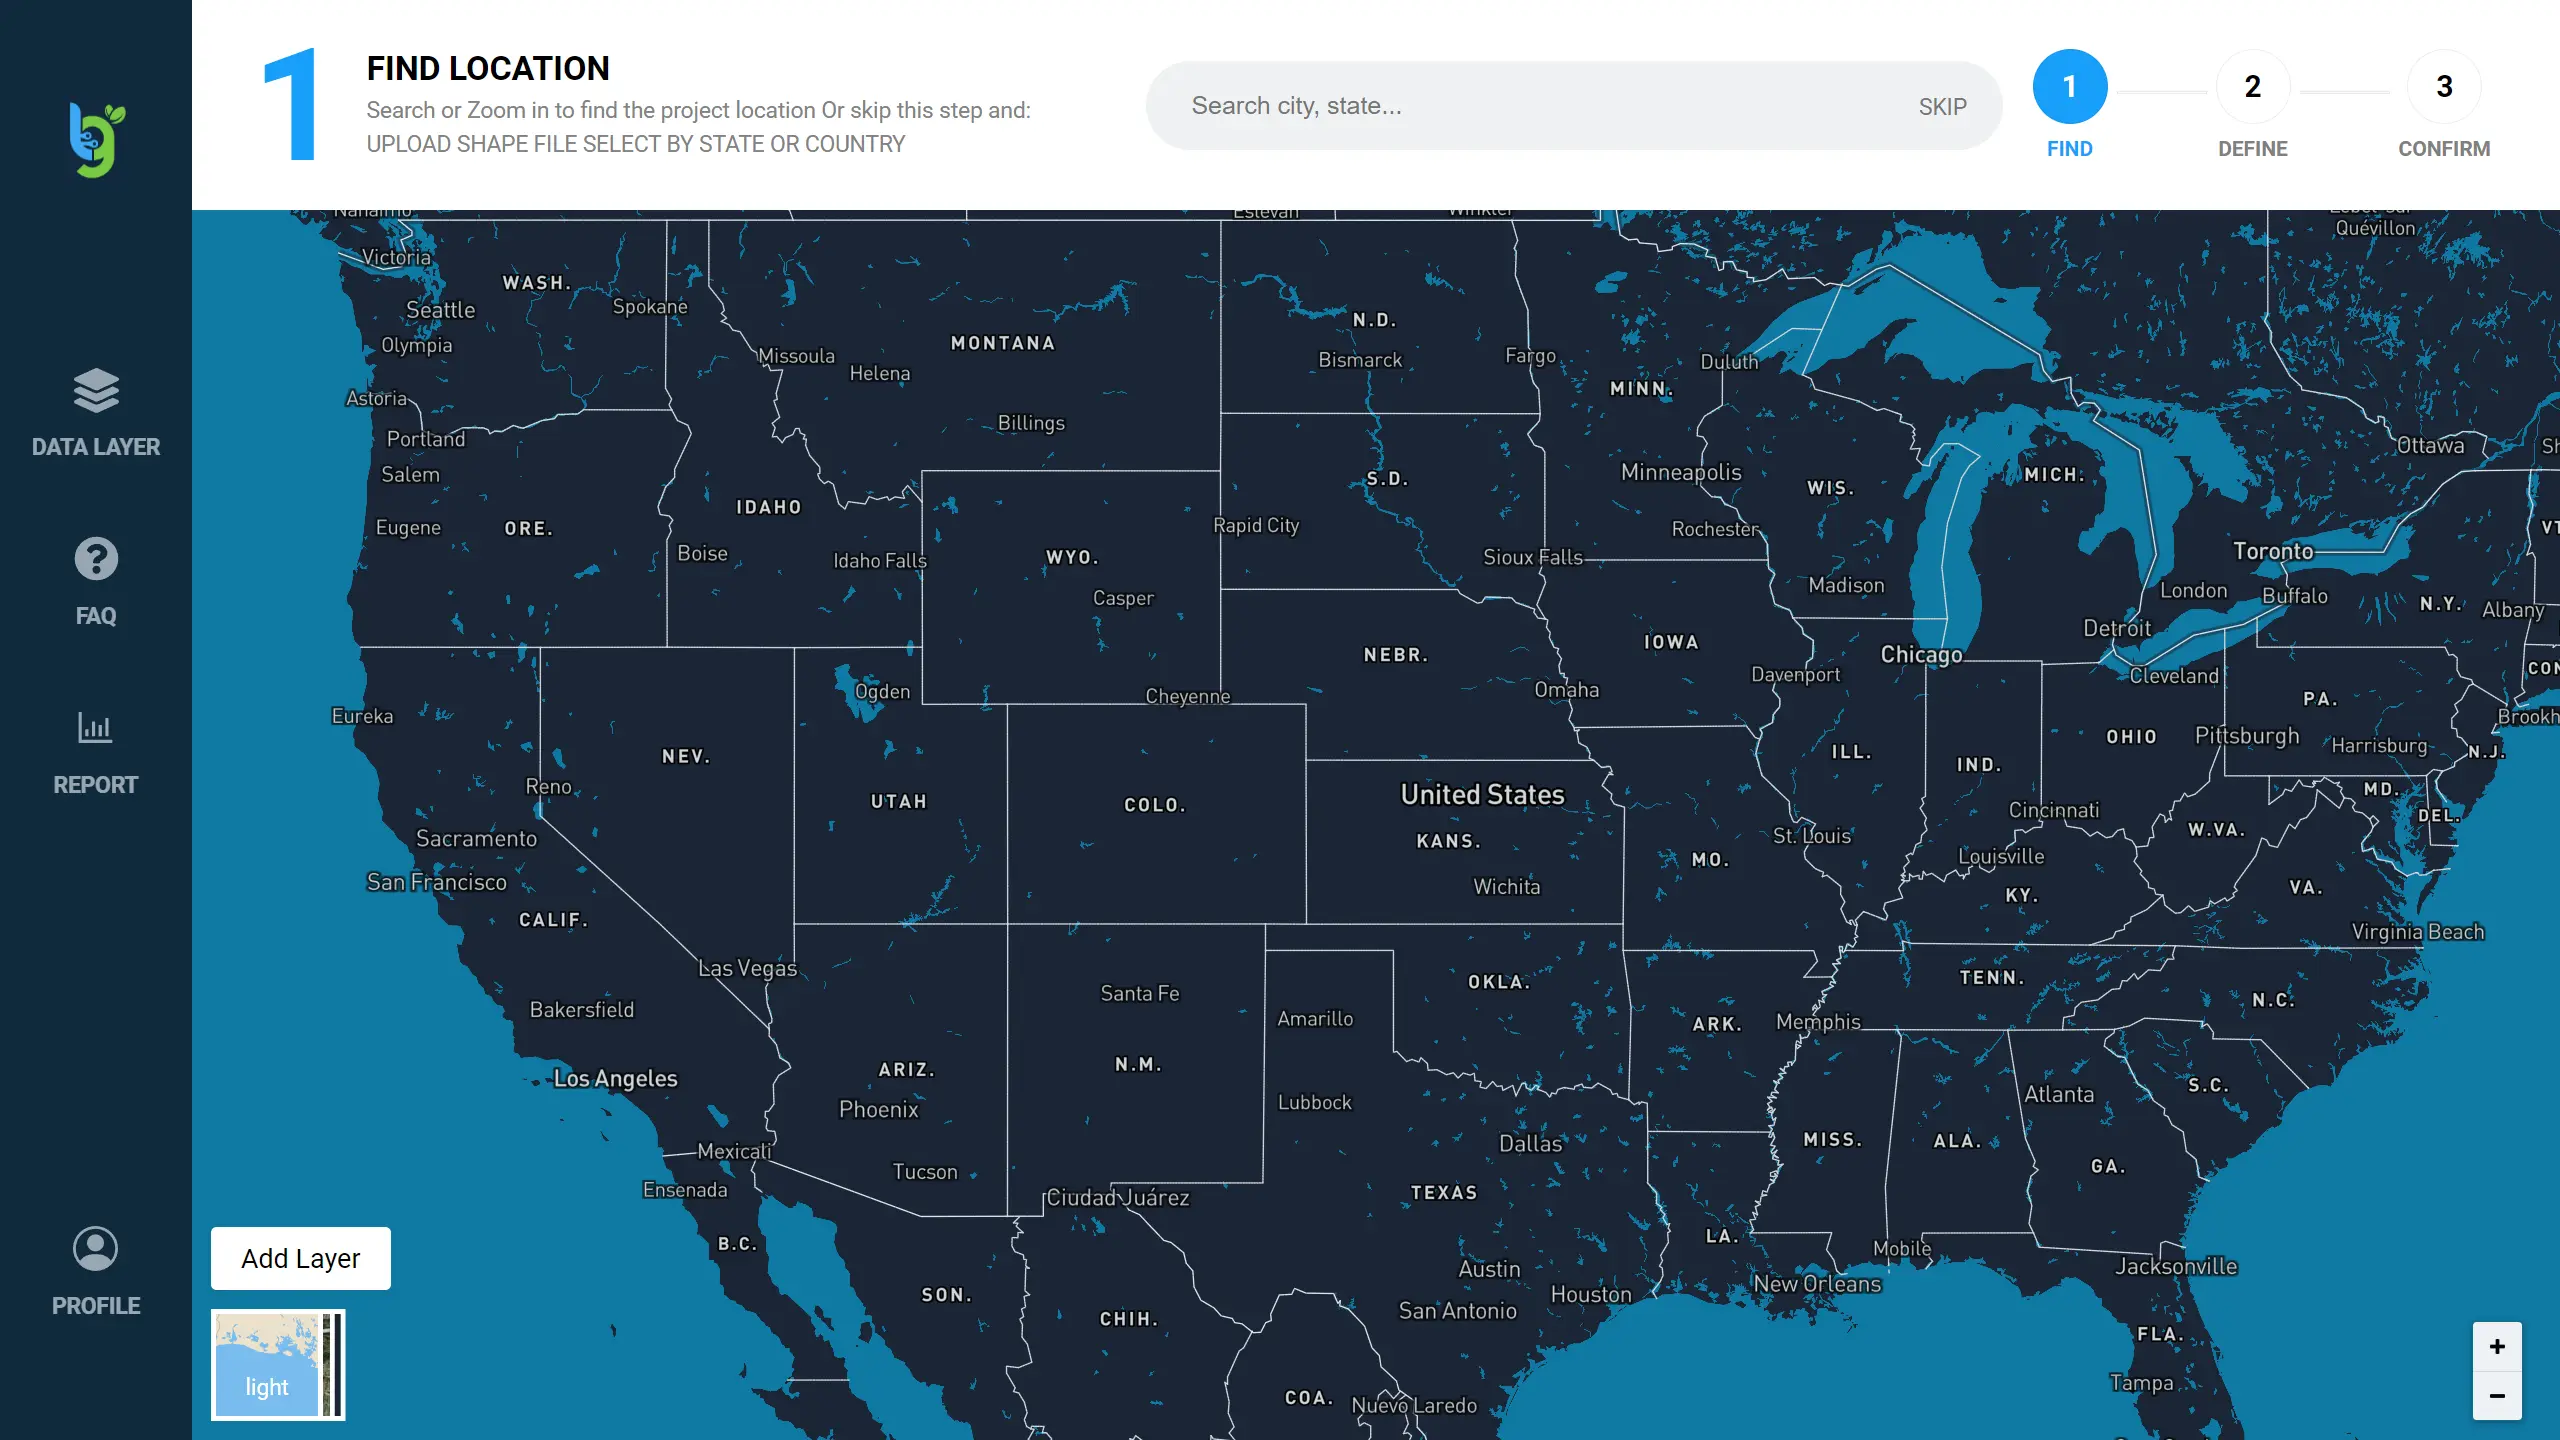 1
FIND LOCATION
Search or Zoom in to find the project location Or skip this step and:
UPLOAD SHAPE FILE SELECT BY STATE OR COUNTRY
Search city, state...
SKIP
1
FIND
2
DEFINE
3
CONFIRM
DATA LAYER
FAQ
REPORT
PROFILE
Estevan
Winkler
Nanaimo
Quévillon
Victoria
WASH.
Spokane
Seattle
Olympia
MONTANA
Missoula
Helena
N.D.
Bismarck
Fargo
Duluth
MINN.
Astoria
Portland
Billings
Salem
Ottawa
Minneapolis
S.D.
WIS.
MICH.
IDAHO
Eugene
ORE.
Rapid City
Rochester
Boise
Idaho Falls
WYO.
Sioux Falls
Toronto
Madison
London
Buffalo
Casper
N.Y.
Albany
Detroit
IOWA
NEBR.
Chicago
Davenport
Cleveland
Ogden
Cheyenne
Omaha
PA.
Eureka
Brookh
NEV.
OHIO
Pittsburgh
Harrisburg
N.J.
ILL.
IND.
Reno
UTAH
COLO.
United States
MD.
DEL.
Cincinnati
W.VA.
Sacramento
KANS.
St. Louis
MO.
Louisville
San Francisco
Wichita
KY.
VA.
CALIF.
Virginia Beach
Las Vegas
OKLA.
TENN.
Santa Fe
N.C.
Bakersfield
Amarillo
ARK.
Memphis
Los Angeles
ARIZ.
N.M.
Phoenix
Lubbock
Atlanta
S.C.
Dallas
MISS.
ALA.
Mexicali
Tucson
GA.
Ensenada
Ciudad Juárez
TEXAS
B.C.
LA.
Mobile
Austin
Jacksonville
SON.
Houston
New Orleans
CHIH.
San Antonio
FLA.
Tampa
COA.
Nuevo Laredo
Add Layer
light
+
−